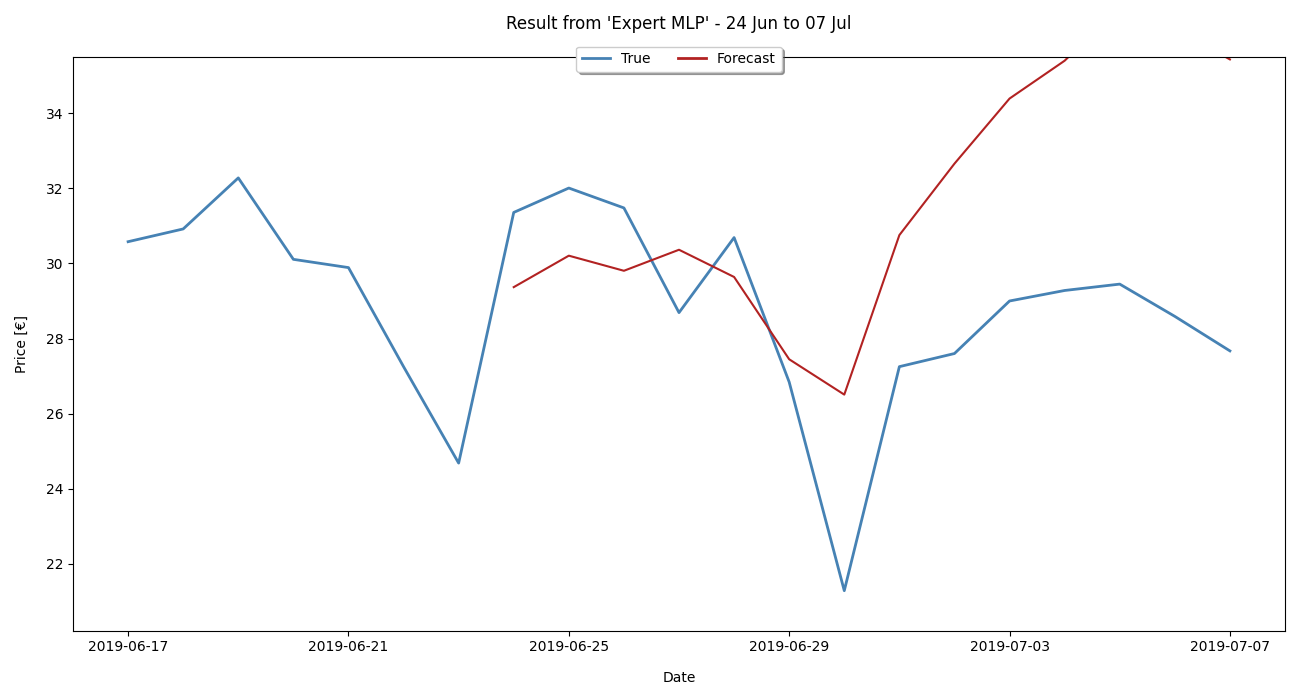 Result from 'Expert MLP' - 24 Jun to 07 Jul
True Forecast
34
32
30
28
26
24
22
Price [€]
2019-06-17 2019-06-21 2019-06-25 2019-06-29 2019-07-03 2019-07-07
Date